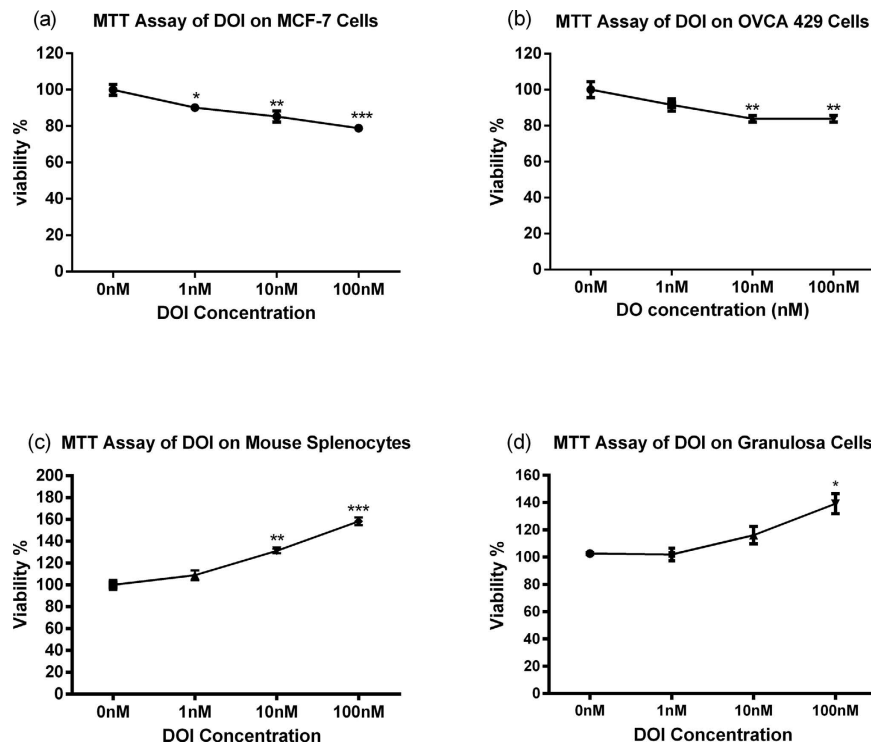 (a)
MTT Assay of DOI on MCF-7 Cells
viability %
120
100
80
60
40
20
0
*
**
***
0nM 1nM 10nM 100nM
DOI Concentration
(b)
MTT Assay of DOI on OVCA 429 Cells
Viability %
120
100
80
60
40
20
0
**
**
0nM 1nM 10nM 100nM
DO concentration (nM)
(c)
MTT Assay of DOI on Mouse Splenocytes
Viability %
200
180
160
140
120
100
80
60
40
20
0
**
***
0nM 1nM 10nM 100nM
DOI Concentration
(d)
MTT Assay of DOI on Granulosa Cells
Viability %
160
140
120
100
80
60
40
20
0
*
0nM 1nM 10nM 100nM
DOI Concentration